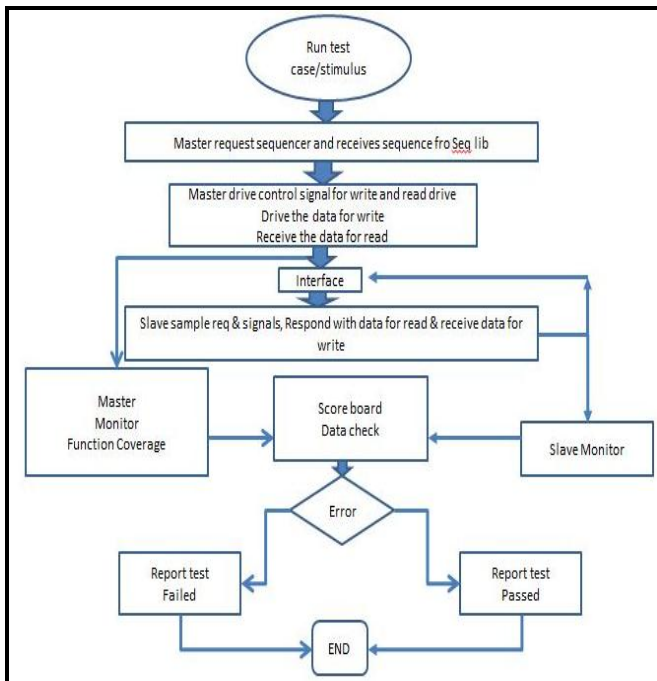 Run test
case/stimulus
Master request sequencer and receives sequence fro Seq lib
Master drive control signal for write and read drive
Drive the data for write
Receive the data for read
Interface
Slave sample req & signals, Respond with data for read & receive data for
write
Master
Monitor
Function Coverage
Score board
Data check
Slave Monitor
Error
Report test
Failed
Report test
Passed
END